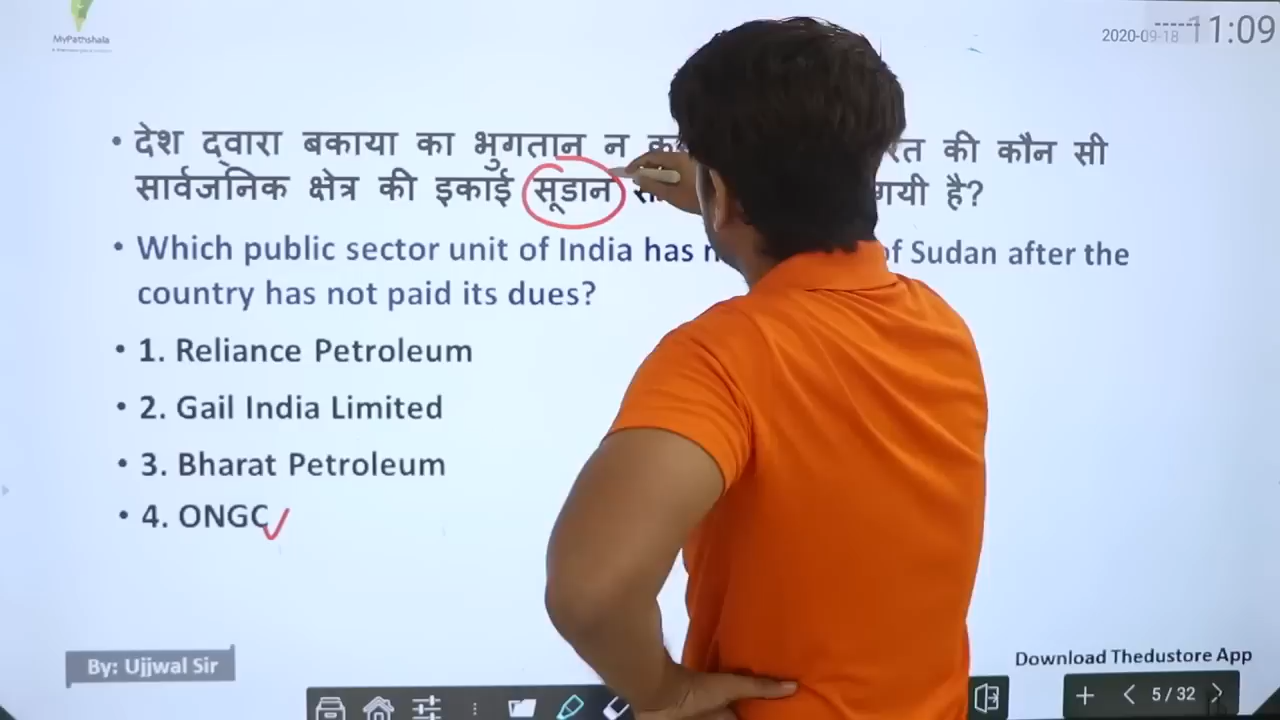 MyPathshala
2020-09-18 11:09
• देश द्वारा बकाया का भुगतान न की कौन सी
सार्वजनिक क्षेत्र की इकाई सूडान गयी है?
• Which public sector unit of India has of Sudan after the
country has not paid its dues?
• 1. Reliance Petroleum
• 2. Gail India Limited
• 3. Bharat Petroleum
• 4. ONGC
By: Ujjwal Sir
Download Thedustore App
5 / 32